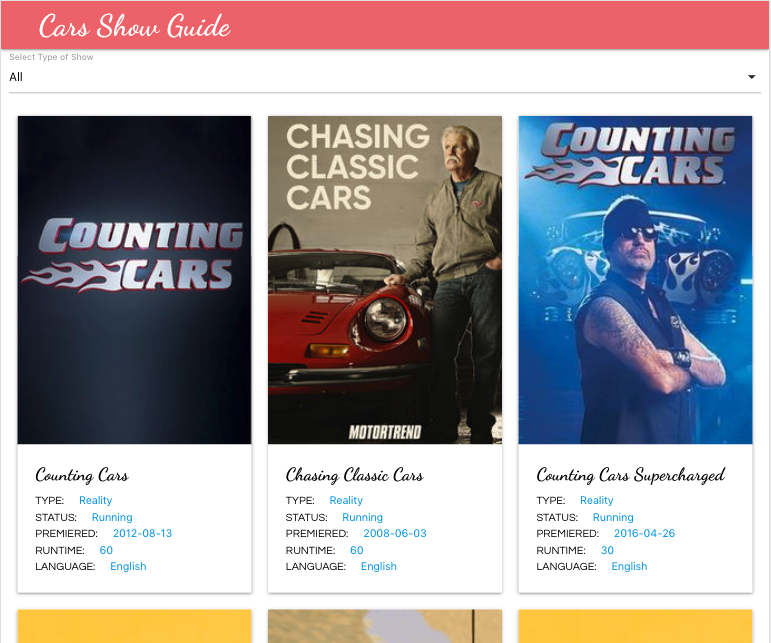 Cars Show Guide
Select Type of Show
All
COUNTING
CARS
CHASING
CLASSIC
CARS
MOTORTREND
COUNTING
CARS
Counting Cars
TYPE: Reality
STATUS: Running
PREMIERED: 2012-08-13
RUNTIME: 60
LANGUAGE: English
Chasing Classic Cars
TYPE: Reality
STATUS: Running
PREMIERED: 2008-06-03
RUNTIME: 60
LANGUAGE: English
Counting Cars Supercharged
TYPE: Reality
STATUS: Running
PREMIERED: 2016-04-26
RUNTIME: 30
LANGUAGE: English